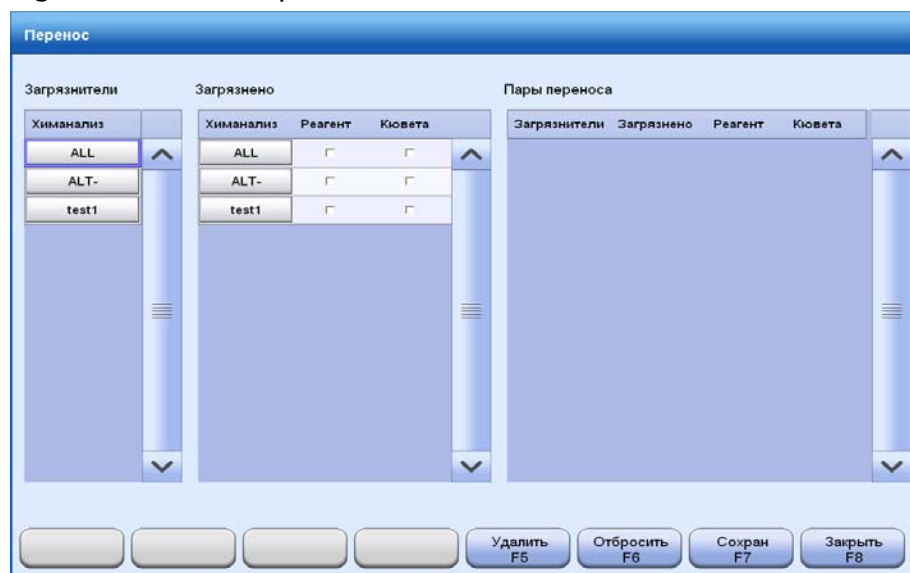 Перенос
Загрязнители Загрязнено Пары переноса
Химанализ Химанализ Реагент Кювета Загрязнители Загрязнено Реагент Кювета
ALL ALL
ALT- ALT-
test1 test1
Удалить Отбросить Сохран Закрыть
F5 F6 F7 F8